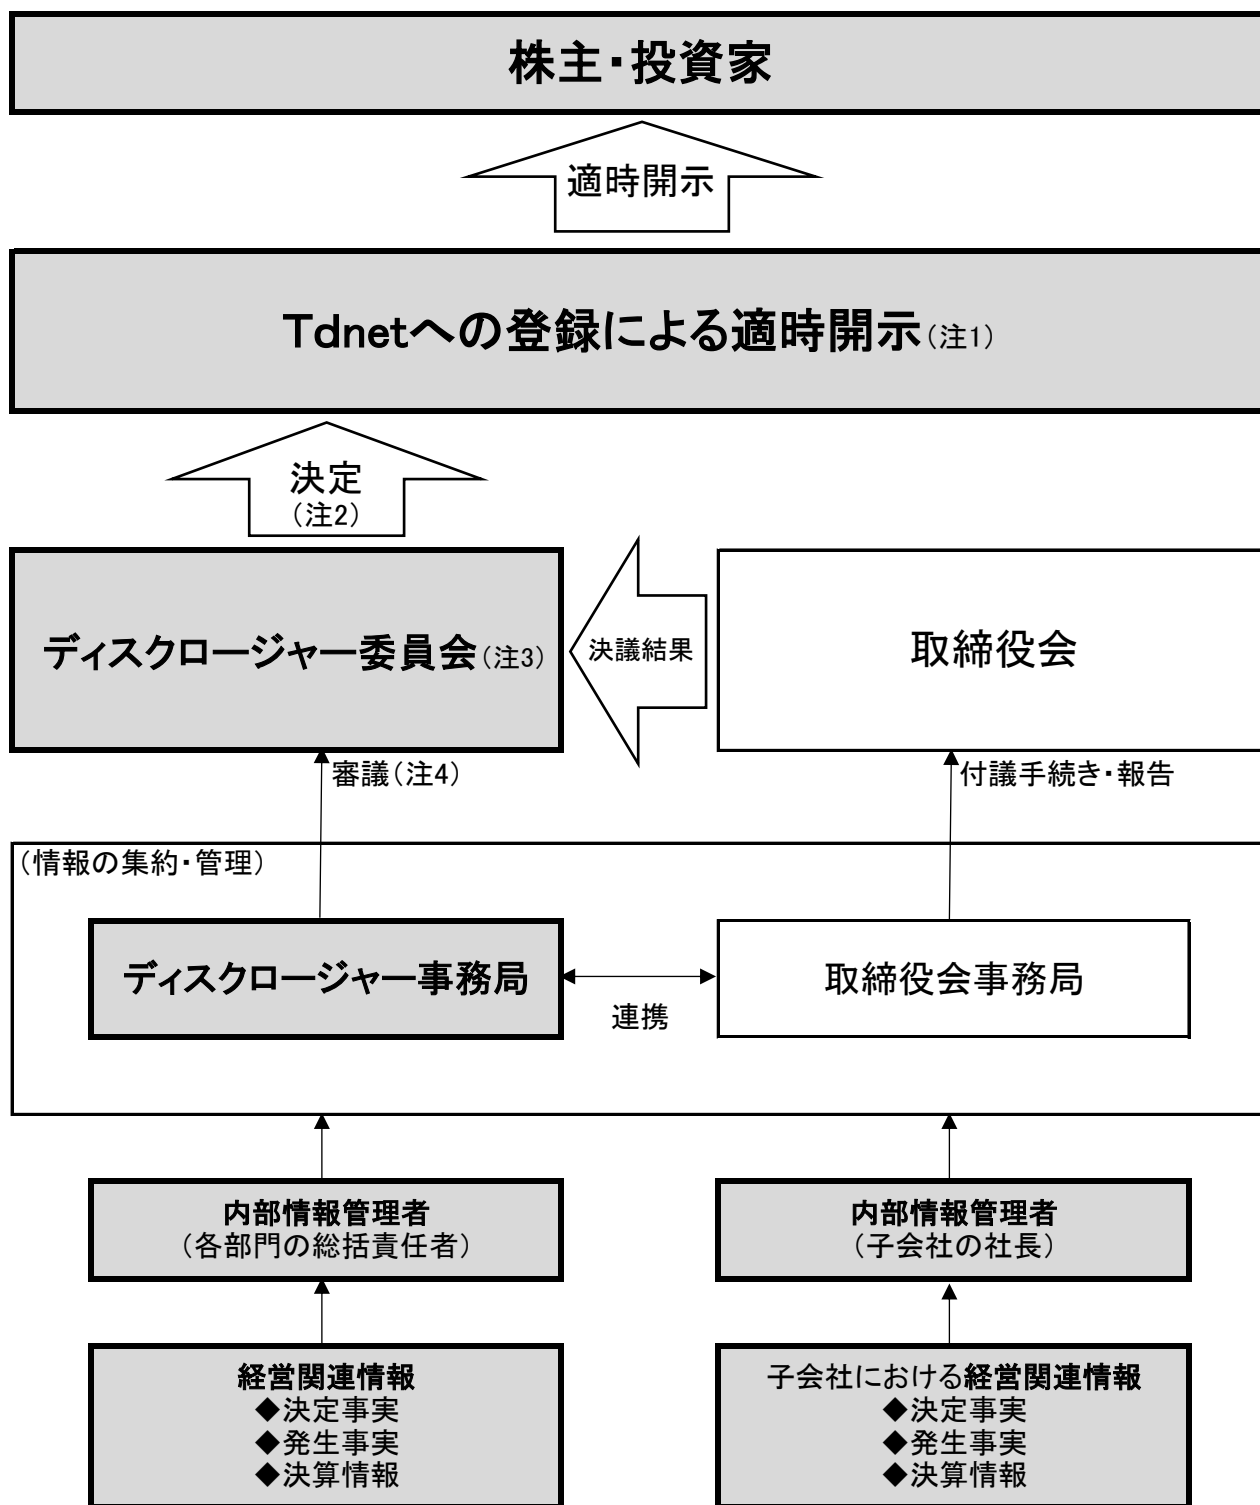 株主・投資家
適時開示
Tdnetへの登録による適時開示(注1)
決定
(注2)
ディスクロージャー委員会(注3)
決議結果
取締役会
審議(注4)
付議手続き・報告
(情報の集約・管理)
ディスクロージャー事務局
連携
取締役会事務局
内部情報管理者
(各部門の総括責任者)
内部情報管理者
(子会社の社長)
経営関連情報
◆決定事実
◆発生事実
◆決算情報
子会社における経営関連情報
◆決定事実
◆発生事実
◆決算情報